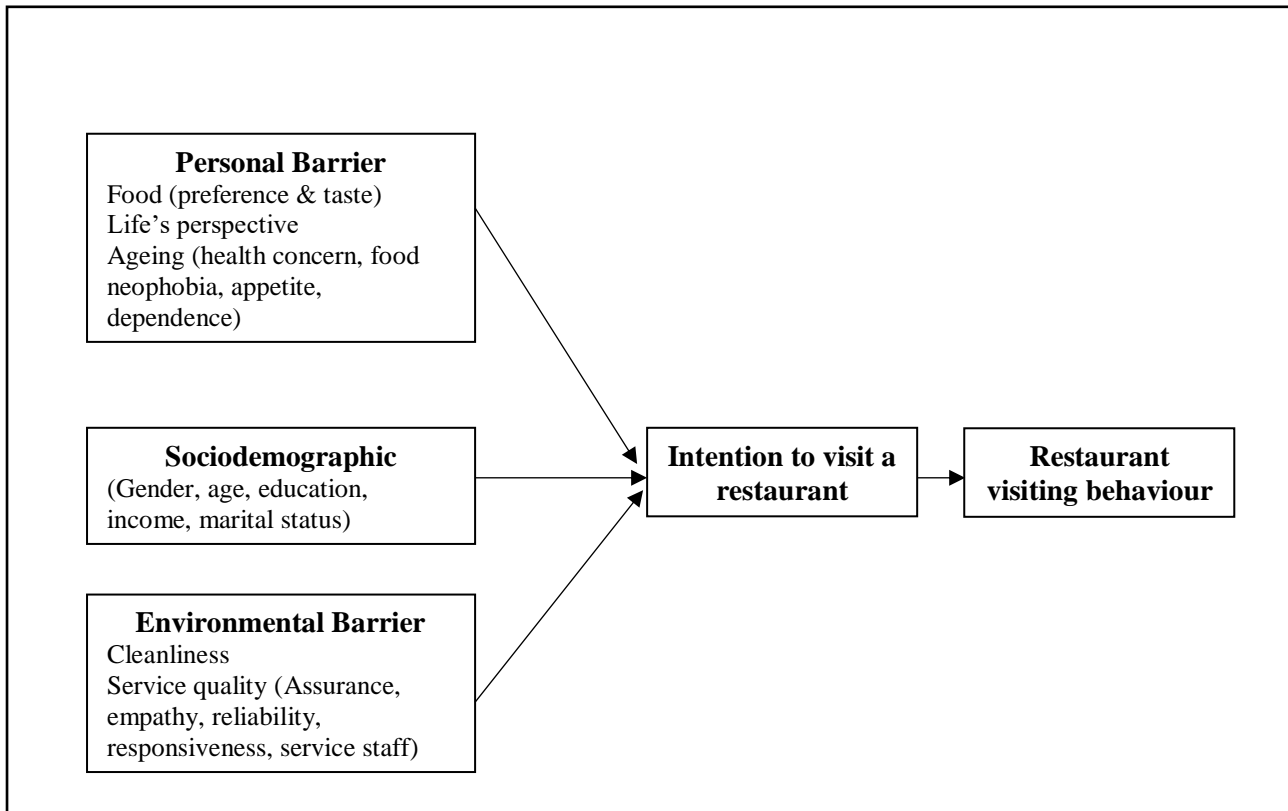 Personal Barrier
Food (preference & taste)
Life’s perspective
Ageing (health concern, food
neophobia, appetite,
dependence)
Sociodemographic
(Gender, age, education,
income, marital status)
Environmental Barrier
Cleanliness
Service quality (Assurance,
empathy, reliability,
responsiveness, service staff)
Intention to visit a
restaurant
Restaurant
visiting behaviour